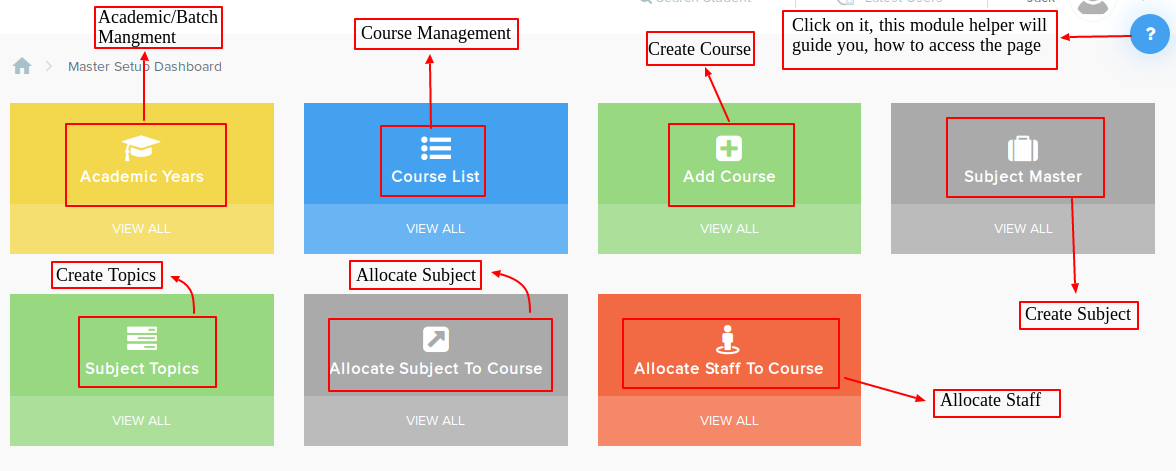 Search Student
Latest Users
Jack
Academic/Batch
Mangment
Course Management
Create Course
Click on it, this module helper will
guide you, how to access the page
?
Master Setup Dashboard
Academic Years
Course List
Add Course
Subject Master
VIEW ALL
VIEW ALL
VIEW ALL
VIEW ALL
Create Topics
Allocate Subject
Create Subject
Subject Topics
Allocate Subject To Course
Allocate Staff To Course
VIEW ALL
VIEW ALL
VIEW ALL
Allocate Staff